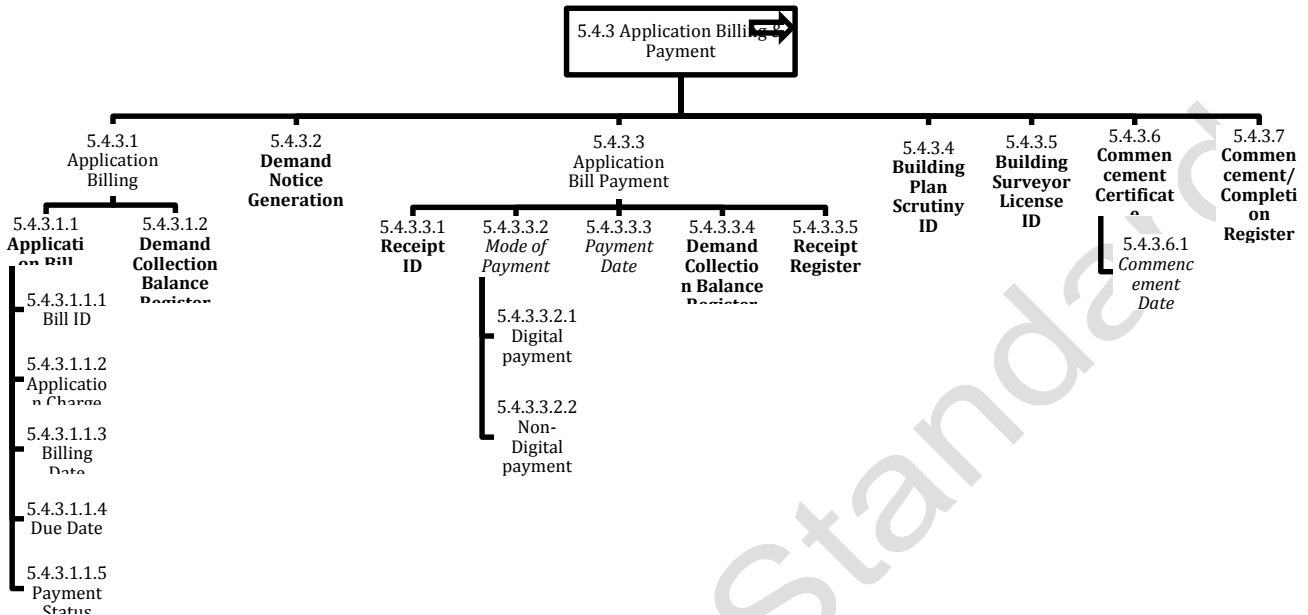 5.4.3 Application Billing &
Payment
5.4.3.1
Application
Billing
5.4.3.2
Demand
Notice
Generation
5.4.3.3
Application
Bill Payment
5.4.3.4
Building
Plan
Scrutiny
ID
5.4.3.5
Building
Surveyor
License
ID
5.4.3.6
Commen
cement
Certificat
e
5.4.3.7
Commen
cement/
Completi
on
Register
5.4.3.1.1
Applicati
on Bill
5.4.3.1.2
Demand
Collection
Balance
Register
5.4.3.3.1
Receipt
ID
5.4.3.3.2
Mode of
Payment
5.4.3.3.3
Payment
Date
5.4.3.3.4
Demand
Collectio
n Balance
Register
5.4.3.3.5
Receipt
Register
5.4.3.6.1
Commenc
ement
Date
5.4.3.1.1.1
Bill ID
5.4.3.1.1.2
Applicatio
n Charge
5.4.3.1.1.3
Billing
Date
5.4.3.1.1.4
Due Date
5.4.3.1.1.5
Payment
Status
5.4.3.3.2.1
Digital
payment
5.4.3.3.2.2
Non-
Digital
payment
Standa